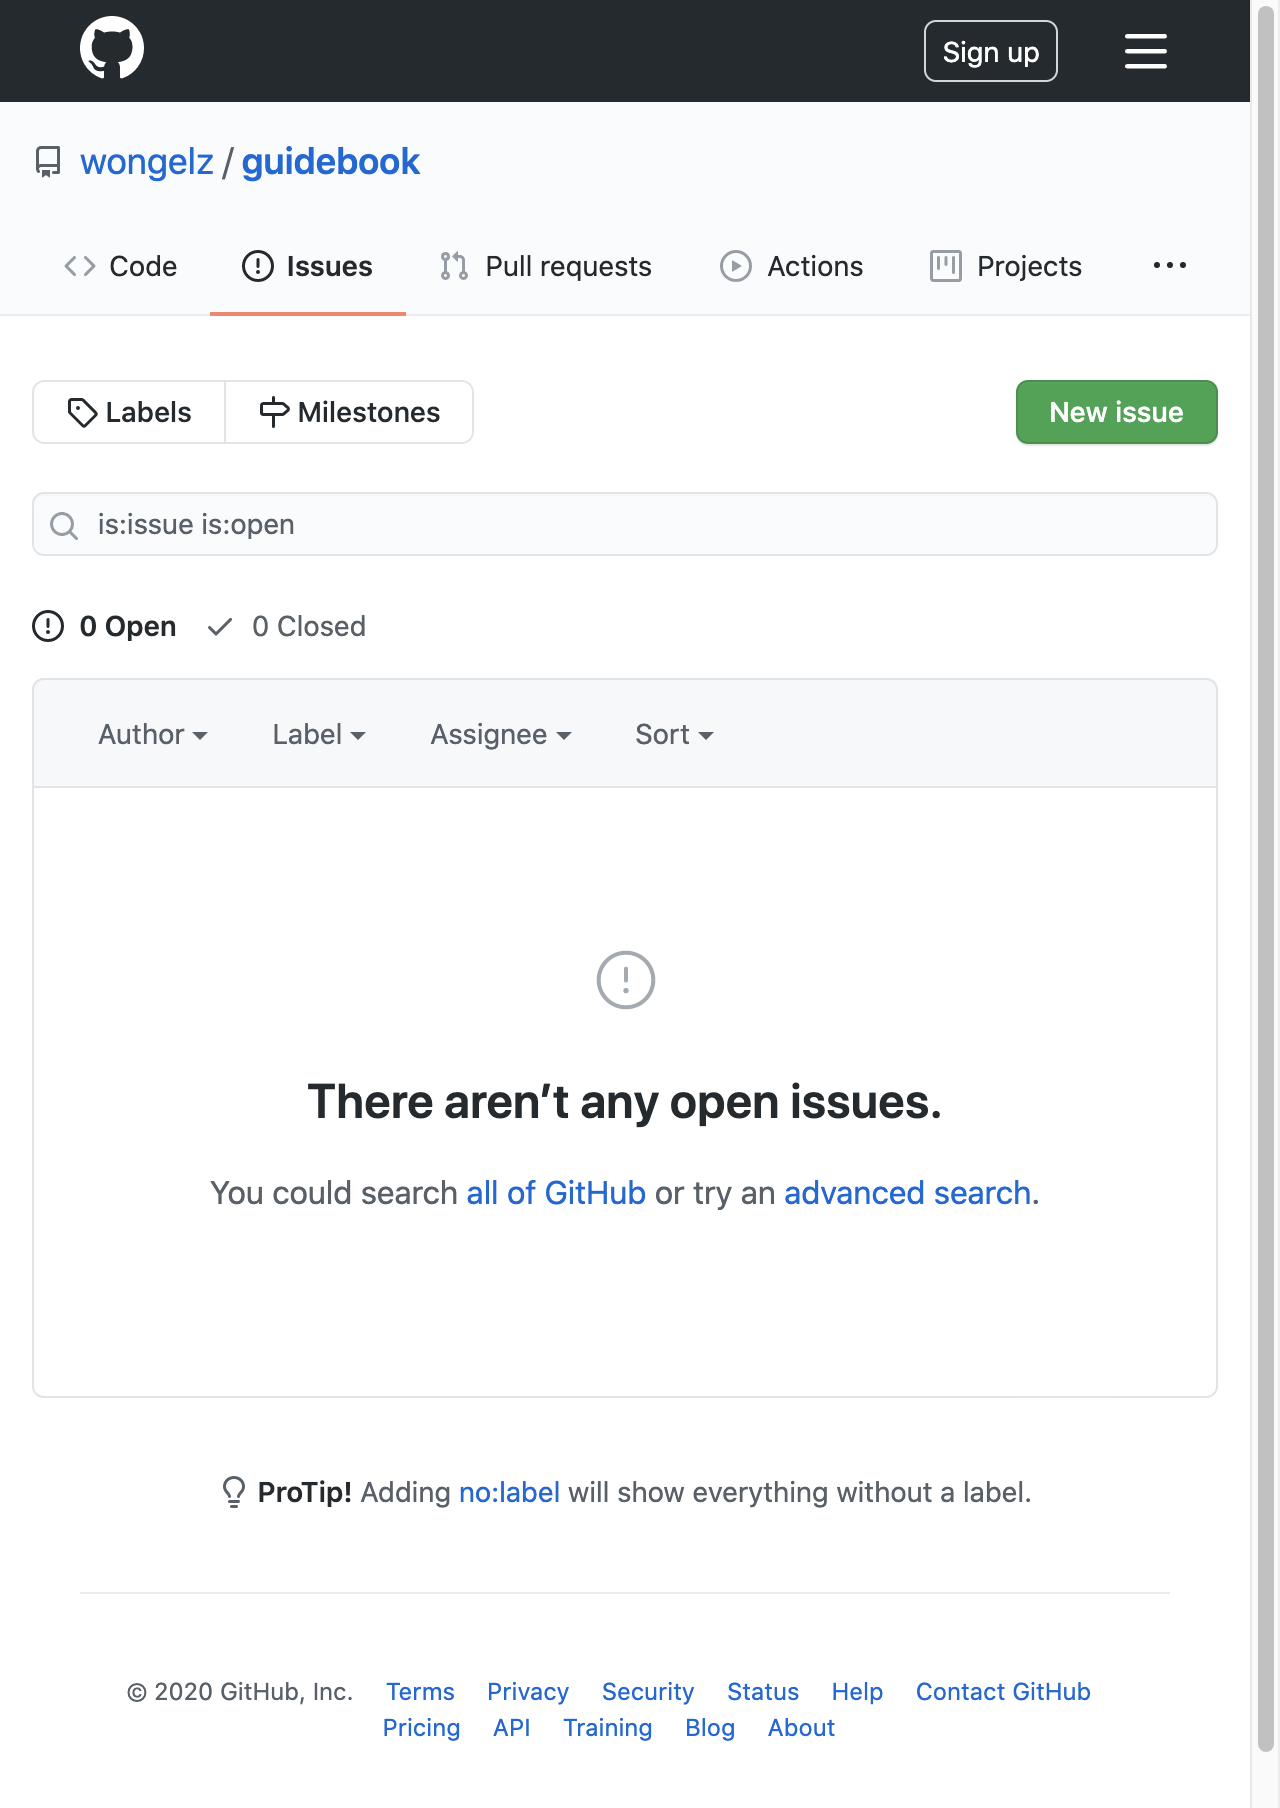 Sign up
wongelz / guidebook
Code Issues Pull requests Actions Projects
Labels Milestones New issue
is:issue is:open
0 Open 0 Closed
Author Label Assignee Sort
There aren’t any open issues.
You could search all of GitHub or try an advanced search.
ProTip! Adding no:label will show everything without a label.
© 2020 GitHub, Inc. Terms Privacy Security Status Help Contact GitHub
Pricing API Training Blog About